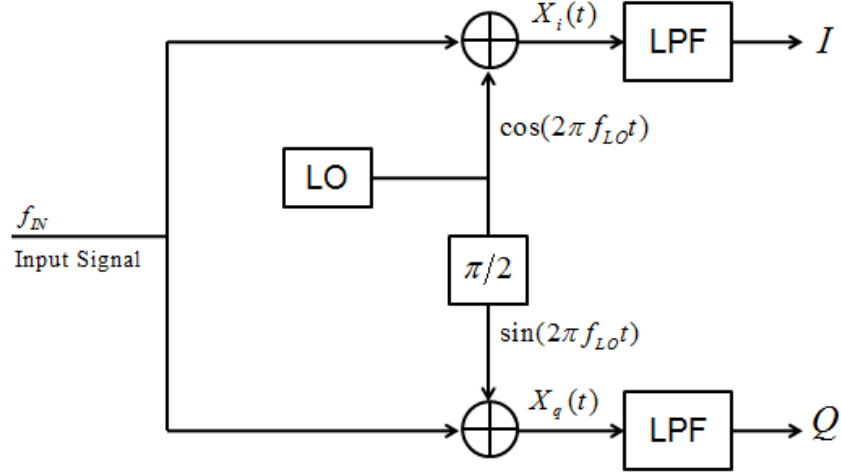 X_i(t)
LPF
I
cos(2π f_LO t)
LO
f_IN
Input Signal
π/2
sin(2π f_LO t)
X_q(t)
LPF
Q